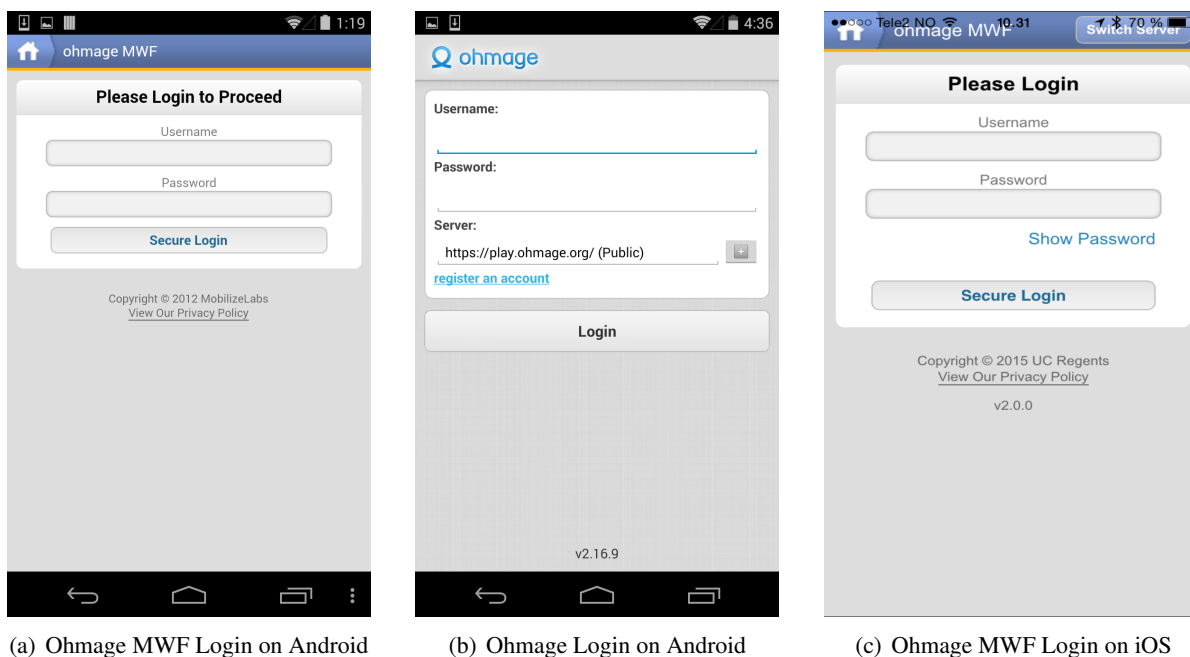 1:19
ohmage MWF
Please Login to Proceed
Username
Password
Secure Login
Copyright © 2012 MobilizeLabs
View Our Privacy Policy
(a) Ohmage MWF Login on Android
4:36
ohmage
Username:
Password:
Server:
https://play.ohmage.org/ (Public)
register an account
Login
v2.16.9
(b) Ohmage Login on Android
Tele2 NO 10.31 70 %
ohmage MWF Switch Server
Please Login
Username
Password
Show Password
Secure Login
Copyright © 2015 UC Regents
View Our Privacy Policy
v2.0.0
(c) Ohmage MWF Login on iOS